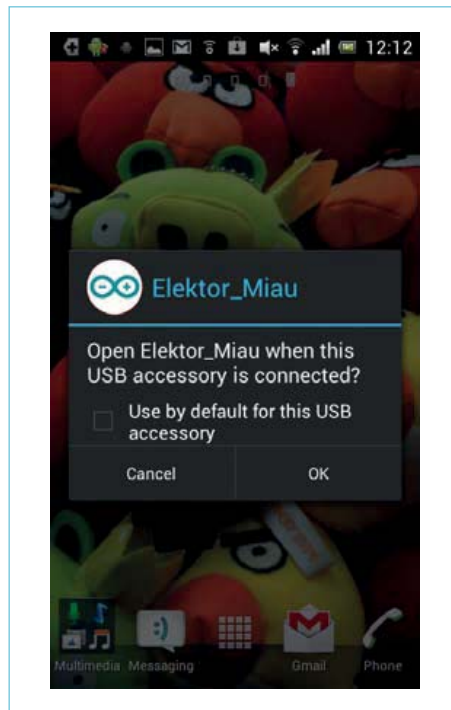 12:12
Elektor_Miau
Open Elektor_Miau when this
USB accessory is connected?
Use by default for this USB
accessory
Cancel OK
Multimedia Messaging Gmail Phone